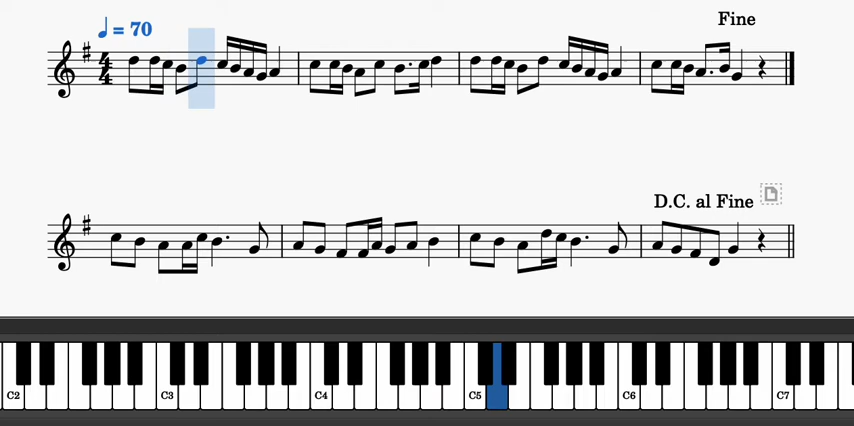 Fine
♩ = 70
4
4
D.C. al Fine
C2 C3 C4 C5 C6 C7